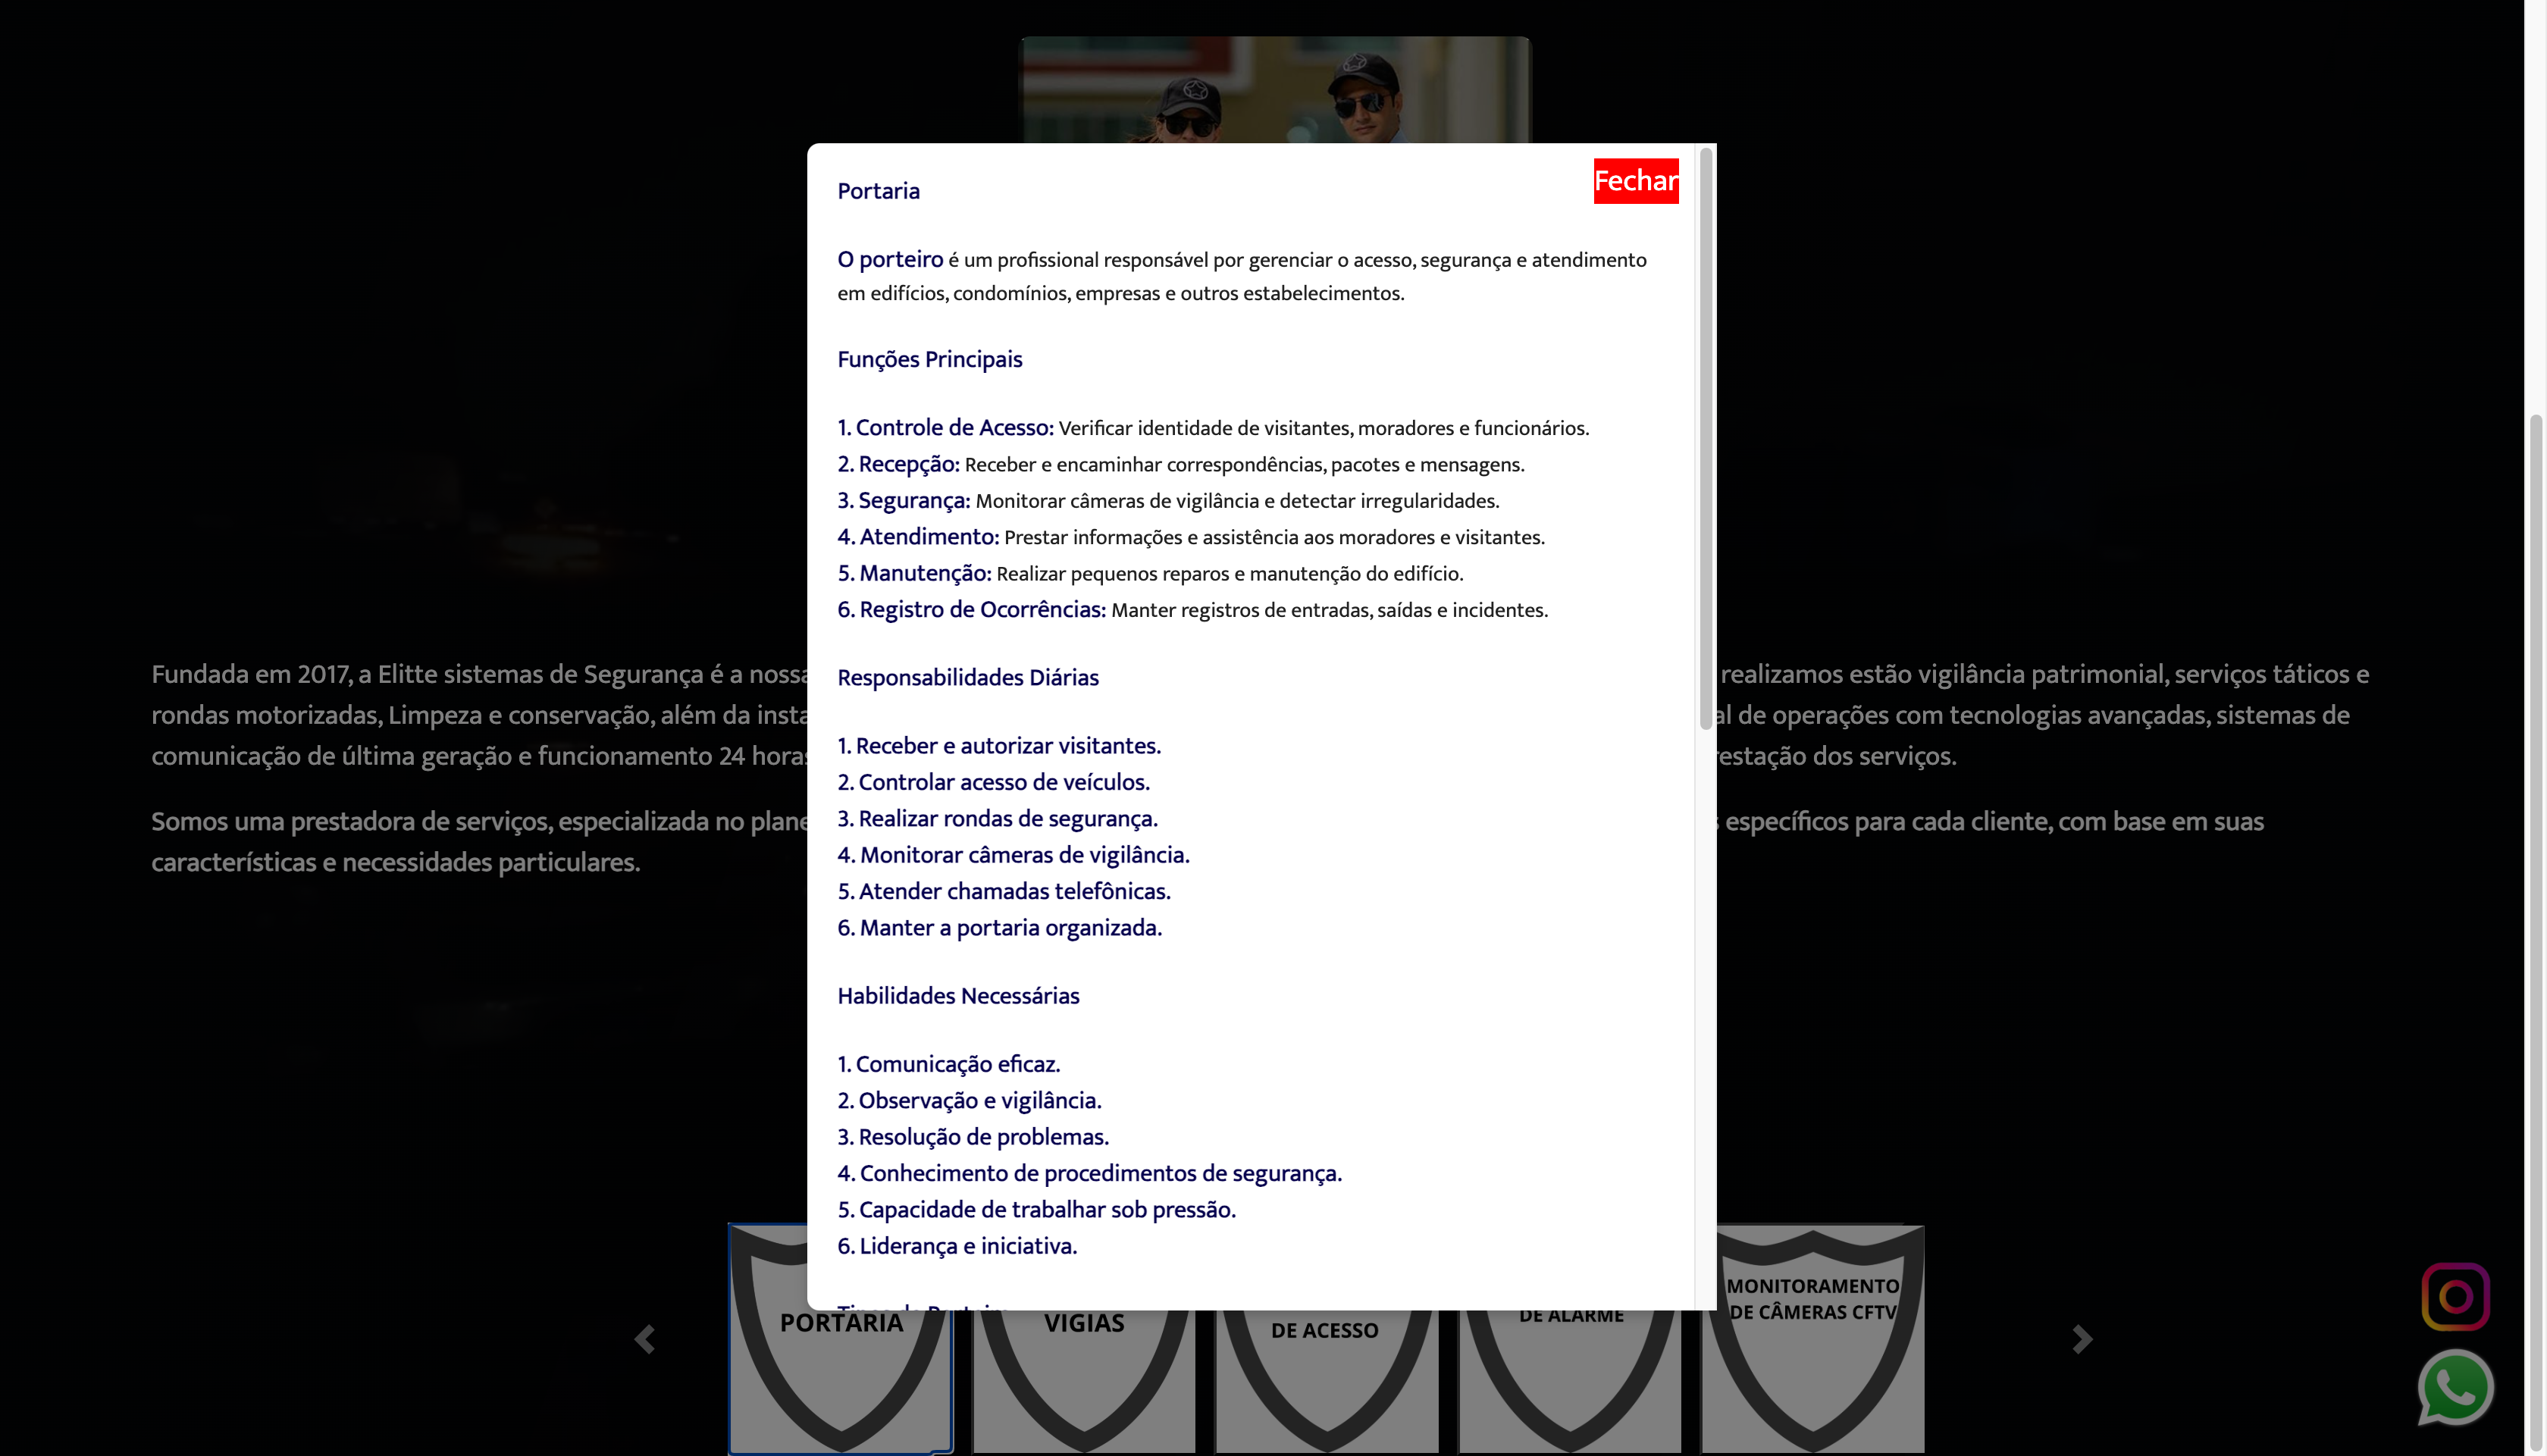 Fechar
Portaria
O porteiro é um profissional responsável por gerenciar o acesso, segurança e atendimento
em edifícios, condomínios, empresas e outros estabelecimentos.
Funções Principais
1. Controle de Acesso: Verificar identidade de visitantes, moradores e funcionários.
2. Recepção: Receber e encaminhar correspondências, pacotes e mensagens.
3. Segurança: Monitorar câmeras de vigilância e detectar irregularidades.
4. Atendimento: Prestar informações e assistência aos moradores e visitantes.
5. Manutenção: Realizar pequenos reparos e manutenção do edifício.
6. Registro de Ocorrências: Manter registros de entradas, saídas e incidentes.
Responsabilidades Diárias
1. Receber e autorizar visitantes.
2. Controlar acesso de veículos.
3. Realizar rondas de segurança.
4. Monitorar câmeras de vigilância.
5. Atender chamadas telefônicas.
6. Manter a portaria organizada.
Habilidades Necessárias
1. Comunicação eficaz.
2. Observação e vigilância.
3. Resolução de problemas.
4. Conhecimento de procedimentos de segurança.
5. Capacidade de trabalhar sob pressão.
6. Liderança e iniciativa.
Fundada em 2017, a Elitte sistemas de Segurança é a nossa
realizamos estão vigilância patrimonial, serviços táticos e
rondas motorizadas, Limpeza e conservação, além da
de operações com tecnologias avançadas, sistemas de
comunicação de última geração e funcionamento 24 horas
dos serviços.
Somos uma prestadora de serviços, especializada no
específicos para cada cliente, com base em suas
características e necessidades particulares.
PORTARIA
VIGIAS
DE ACESSO
DE ALARME
MONITORAMENTO
DE CÂMERAS CFTV